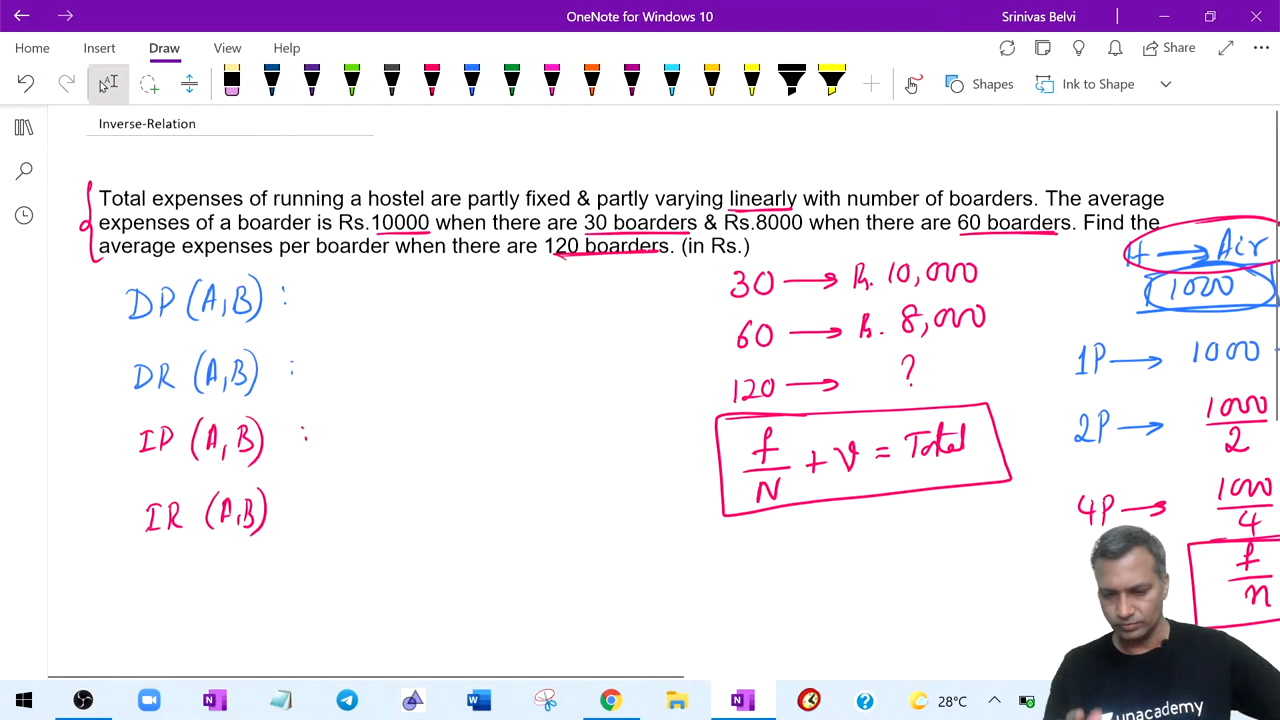 OneNote for Windows 10
Srinivas Belvi
Home Insert Draw View Help
Share
Shapes
Ink to Shape
Inverse-Relation
Total expenses of running a hostel are partly fixed & partly varying linearly with number of boarders. The average
expenses of a boarder is Rs.10000 when there are 30 boarders & Rs.8000 when there are 60 boarders. Find the
average expenses per boarder when there are 120 boarders. (in Rs.)
DP (A,B) :
DR (A,B) :
IP (A,B) :
IR (A,B)
30 → Rs. 10,000
60 → Rs. 8,000
120 → ?
f/N + v = Total
H → Air
1000
1P → 1000
2P → 1000/2
4P → 1000/4
f/n
28°C
unacademy